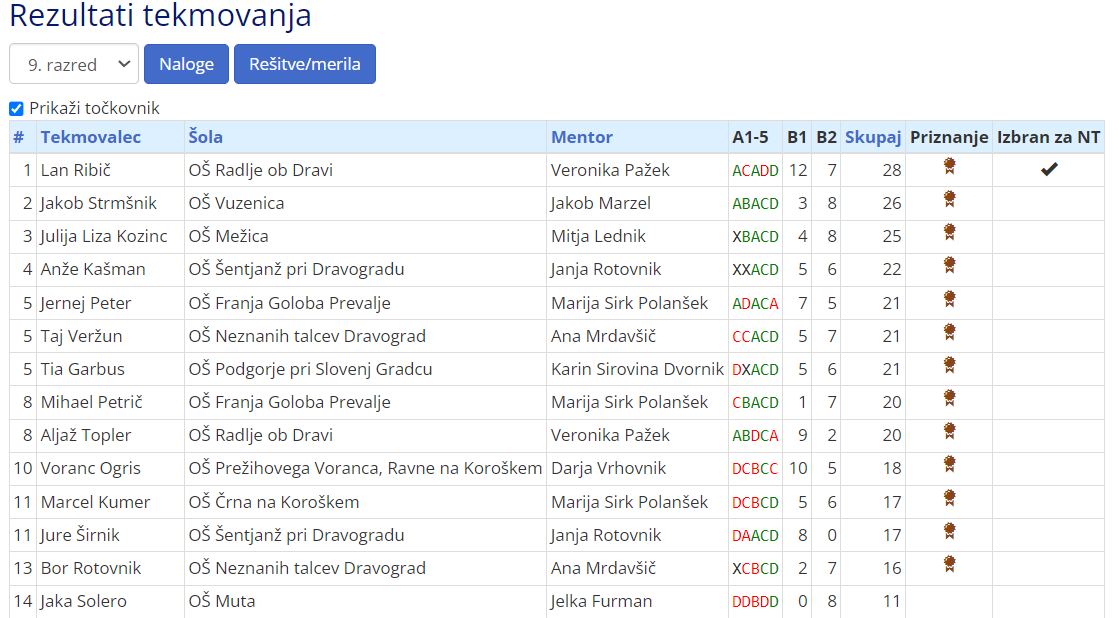 Rezultati tekmovanja
9. razred Naloge Rešitve/merila
Prikaži točkovnik
# Tekmovalec Šola Mentor A1-5 B1 B2 Skupaj Priznanje Izbran za NT
1 Lan Ribič OŠ Radlje ob Dravi Veronika Pažek ACADD 12 7 28
2 Jakob Strmšnik OŠ Vuzenica Jakob Marzel ABACD 3 8 26
3 Julija Liza Kozinc OŠ Mežica Mitja Lednik XBACD 4 8 25
4 Anže Kašman OŠ Šentjanž pri Dravogradu Janja Rotovnik XXACD 5 6 22
5 Jernej Peter OŠ Franja Goloba Prevalje Marija Sirk Polanšek ADACA 7 5 21
5 Taj Veržun OŠ Neznanih talcev Dravograd Ana Mrdavšič CCACD 5 7 21
5 Tia Garbus OŠ Podgorje pri Slovenj Gradcu Karin Sirovina Dvornik DXACD 5 6 21
8 Mihael Petrič OŠ Franja Goloba Prevalje Marija Sirk Polanšek CBACD 1 7 20
8 Aljaž Topler OŠ Radlje ob Dravi Veronika Pažek ABDCA 9 2 20
10 Voranc Ogris OŠ Prežihovega Voranca, Ravne na Koroškem Darja Vrhovnik DCBCC 10 5 18
11 Marcel Kumer OŠ Črna na Koroškem Marija Sirk Polanšek DCBCD 5 6 17
11 Jure Širnik OŠ Šentjanž pri Dravogradu Janja Rotovnik DAACD 8 0 17
13 Bor Rotovnik OŠ Neznanih talcev Dravograd Ana Mrdavšič XCBCD 2 7 16
14 Jaka Solero OŠ Muta Jelka Furman DDBDD 0 8 11